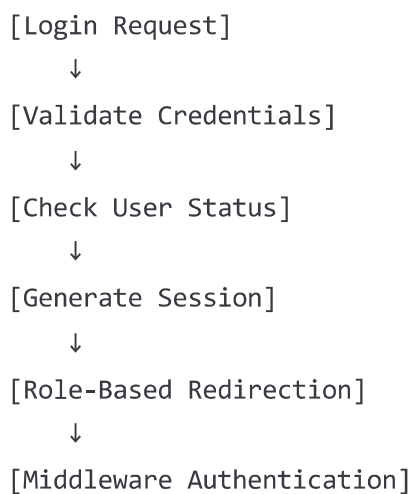 [Login Request]
↓
[Validate Credentials]
↓
[Check User Status]
↓
[Generate Session]
↓
[Role-Based Redirection]
↓
[Middleware Authentication]